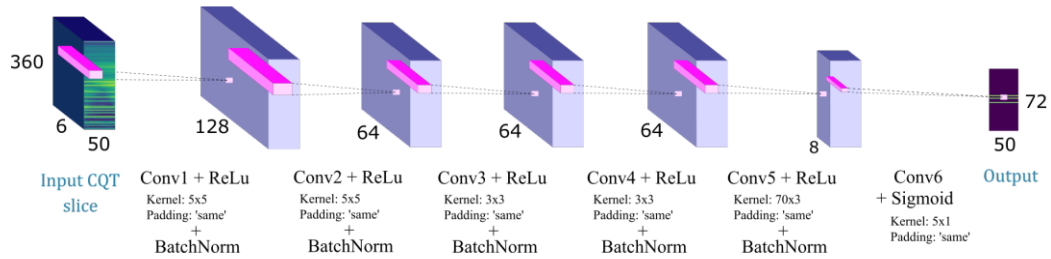 360
6
50
Input CQT
slice
128
Conv1 + ReLu
Kernel: 5x5
Padding: 'same'
+
BatchNorm
64
Conv2 + ReLu
Kernel: 5x5
Padding: 'same'
+
BatchNorm
64
Conv3 + ReLu
Kernel: 3x3
Padding: 'same'
+
BatchNorm
64
Conv4 + ReLu
Kernel: 3x3
Padding: 'same'
+
BatchNorm
8
Conv5 + ReLu
Kernel: 70x3
Padding: 'same'
+
BatchNorm
Conv6
+ Sigmoid
Kernel: 5x1
Padding: 'same'
72
50
Output